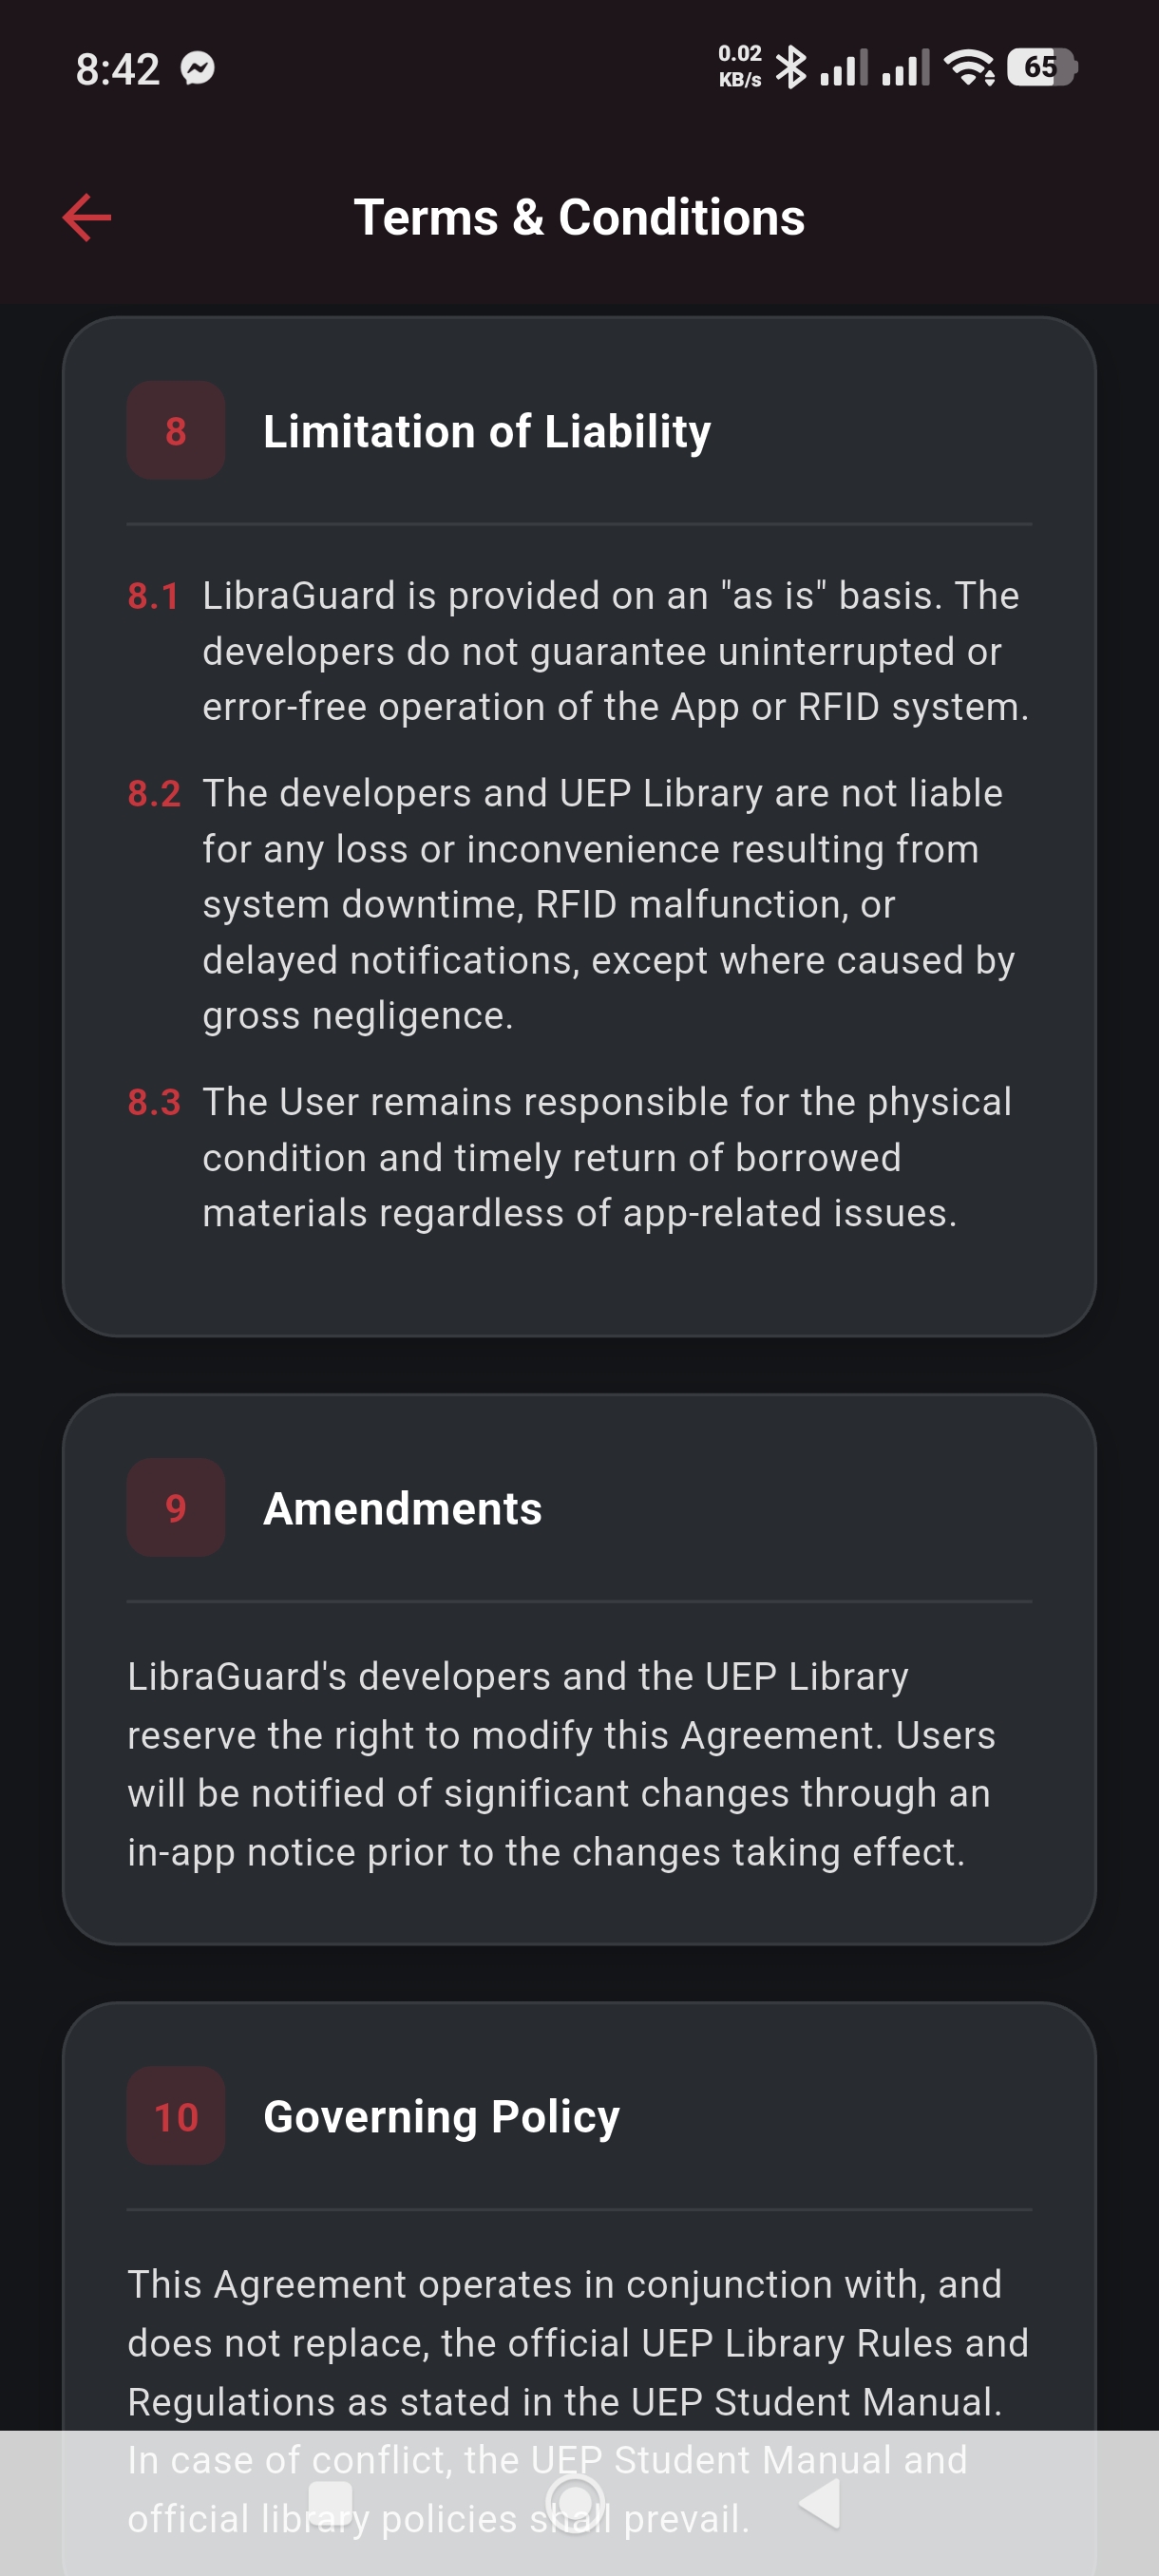 8:42
0.02
KB/s
65
Terms & Conditions
8
Limitation of Liability
8.1 LibraGuard is provided on an "as is" basis. The
developers do not guarantee uninterrupted or
error-free operation of the App or RFID system.
8.2 The developers and UEP Library are not liable
for any loss or inconvenience resulting from
system downtime, RFID malfunction, or
delayed notifications, except where caused by
gross negligence.
8.3 The User remains responsible for the physical
condition and timely return of borrowed
materials regardless of app-related issues.
9
Amendments
LibraGuard's developers and the UEP Library
reserve the right to modify this Agreement. Users
will be notified of significant changes through an
in-app notice prior to the changes taking effect.
10
Governing Policy
This Agreement operates in conjunction with, and
does not replace, the official UEP Library Rules and
Regulations as stated in the UEP Student Manual.
In case of conflict, the UEP Student Manual and
official library policies shall prevail.